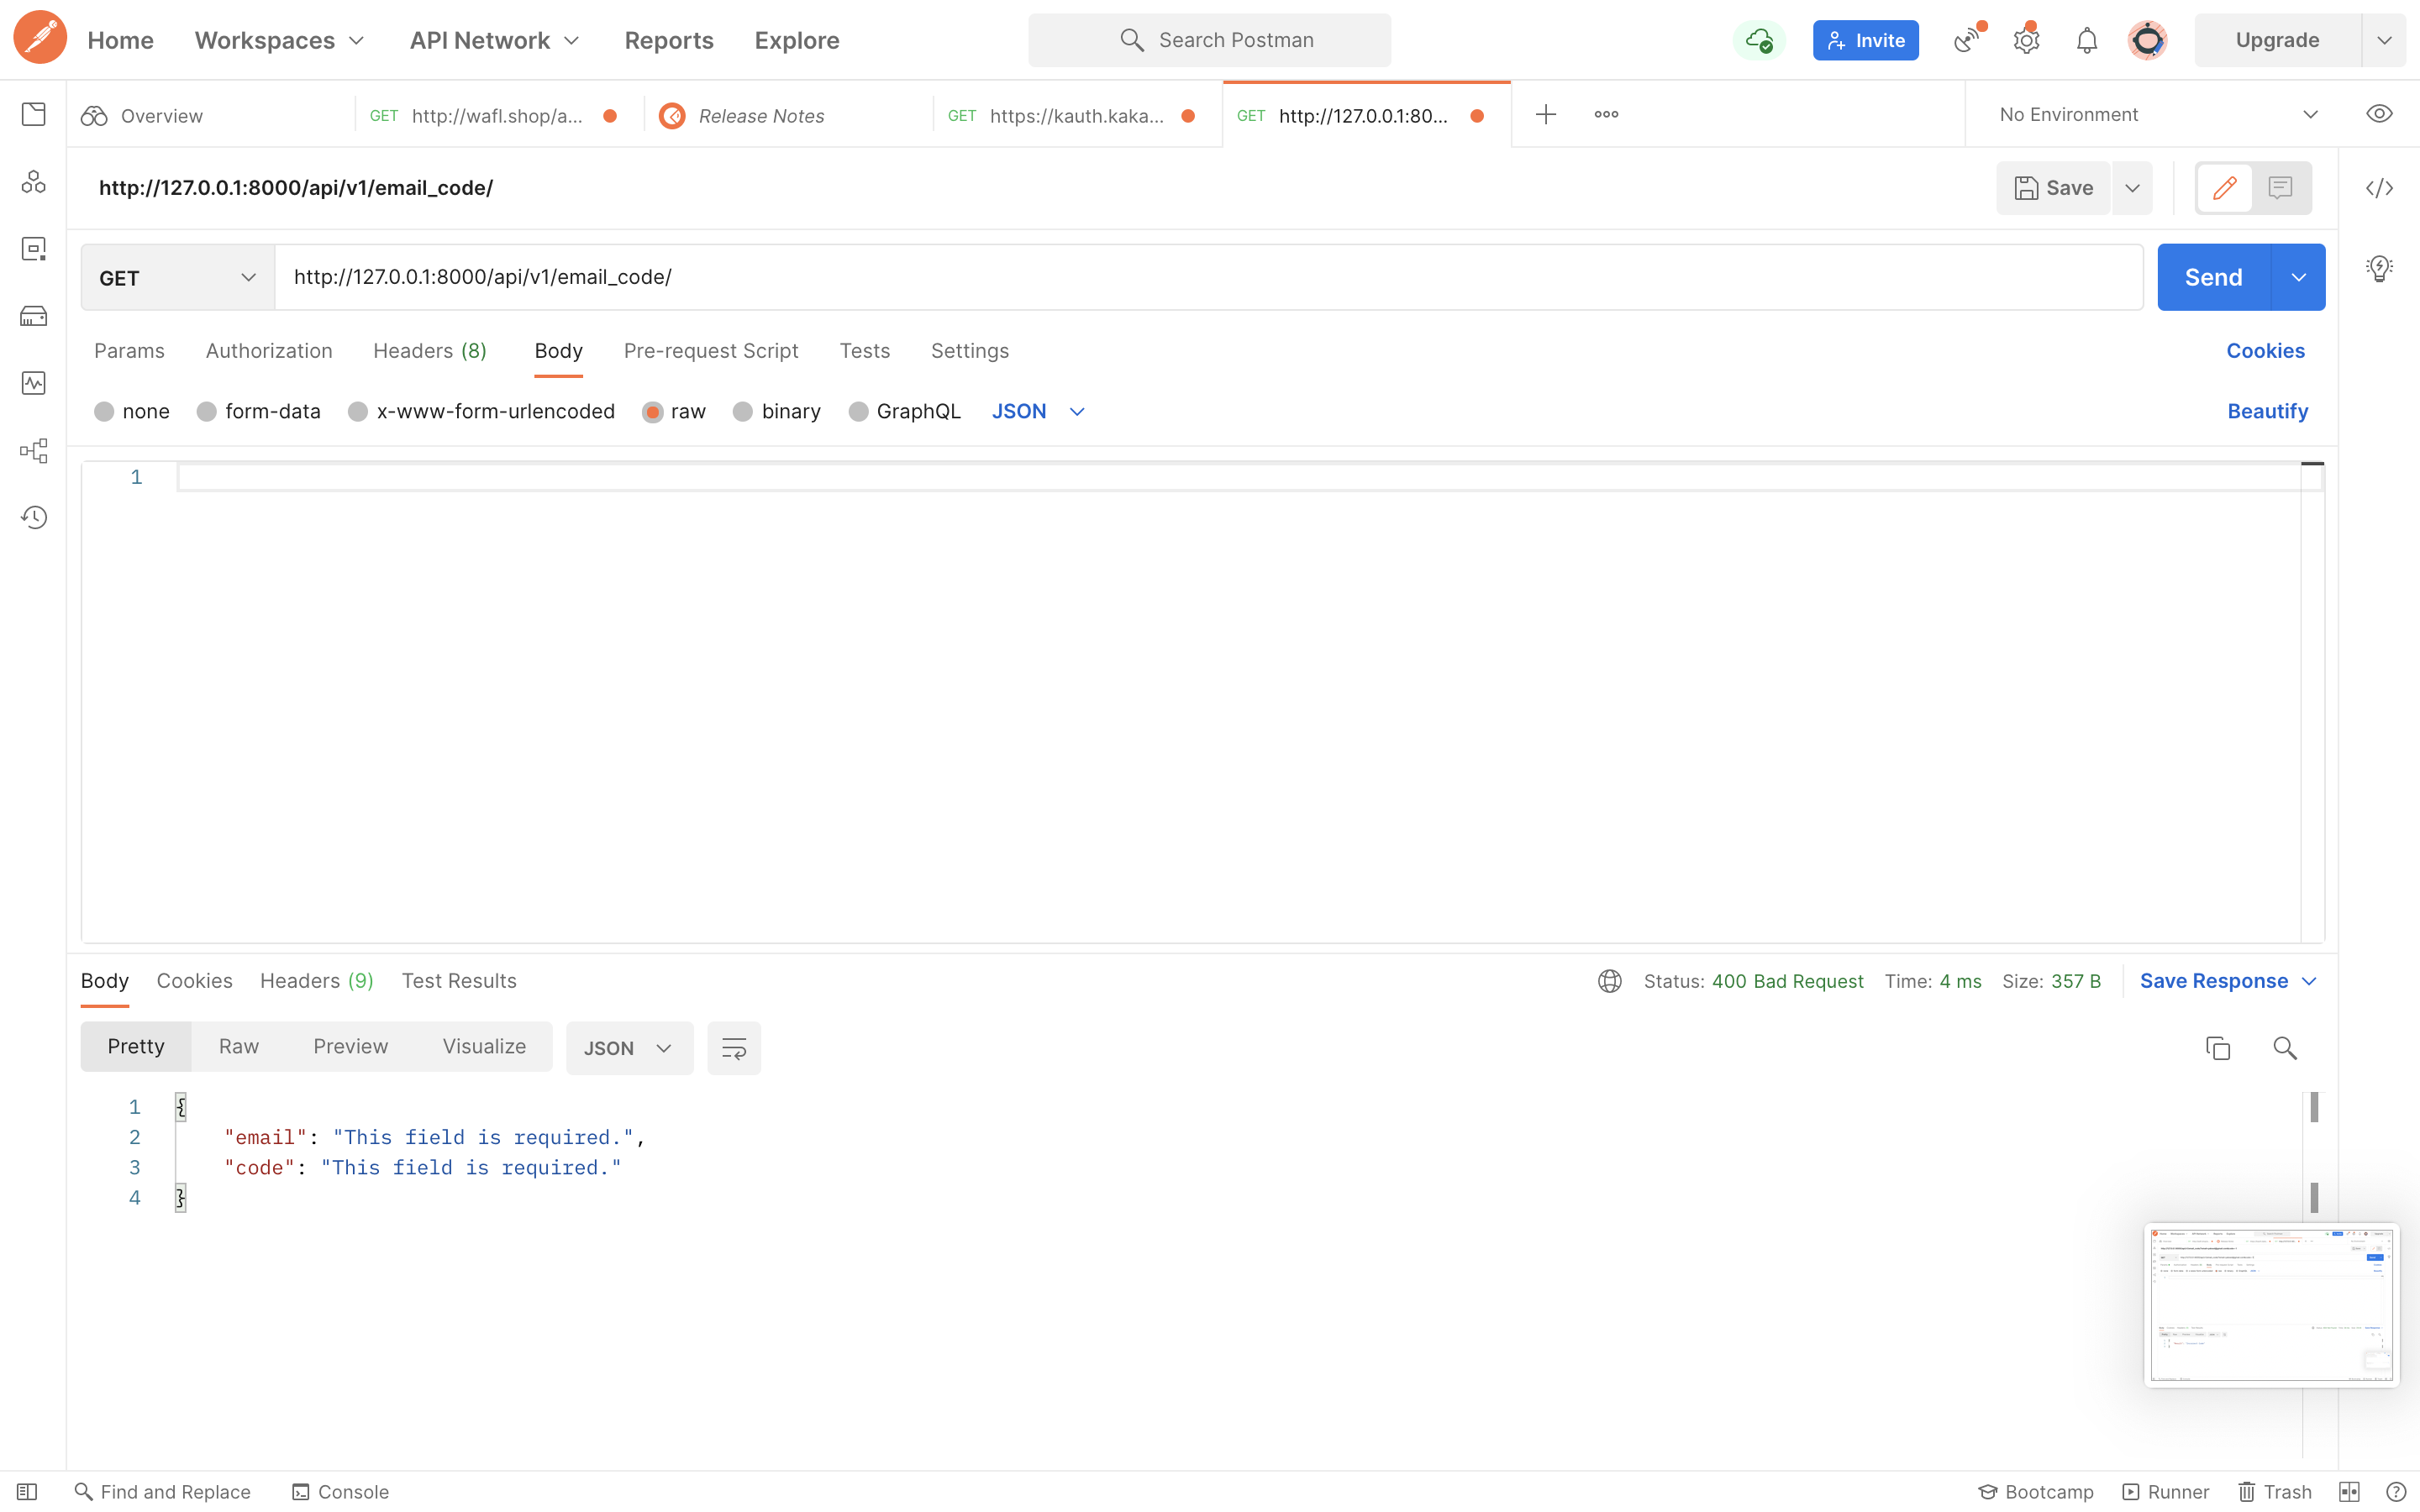 Home Workspaces API Network Reports Explore Search Postman Invite Upgrade
Overview GET http://wafl.shop/a... Release Notes GET https://kauth.kaka... GET http://127.0.0.1:80... No Environment
http://127.0.0.1:8000/api/v1/email_code/ Save
GET http://127.0.0.1:8000/api/v1/email_code/ Send
Params Authorization Headers (8) Body Pre-request Script Tests Settings Cookies
none form-data x-www-form-urlencoded raw binary GraphQL JSON Beautify
1
Body Cookies Headers (9) Test Results Status: 400 Bad Request Time: 4 ms Size: 357 B Save Response
Pretty Raw Preview Visualize JSON
1 {
2 "email": "This field is required.",
3 "code": "This field is required."
4 }
Find and Replace Console Bootcamp Runner Trash